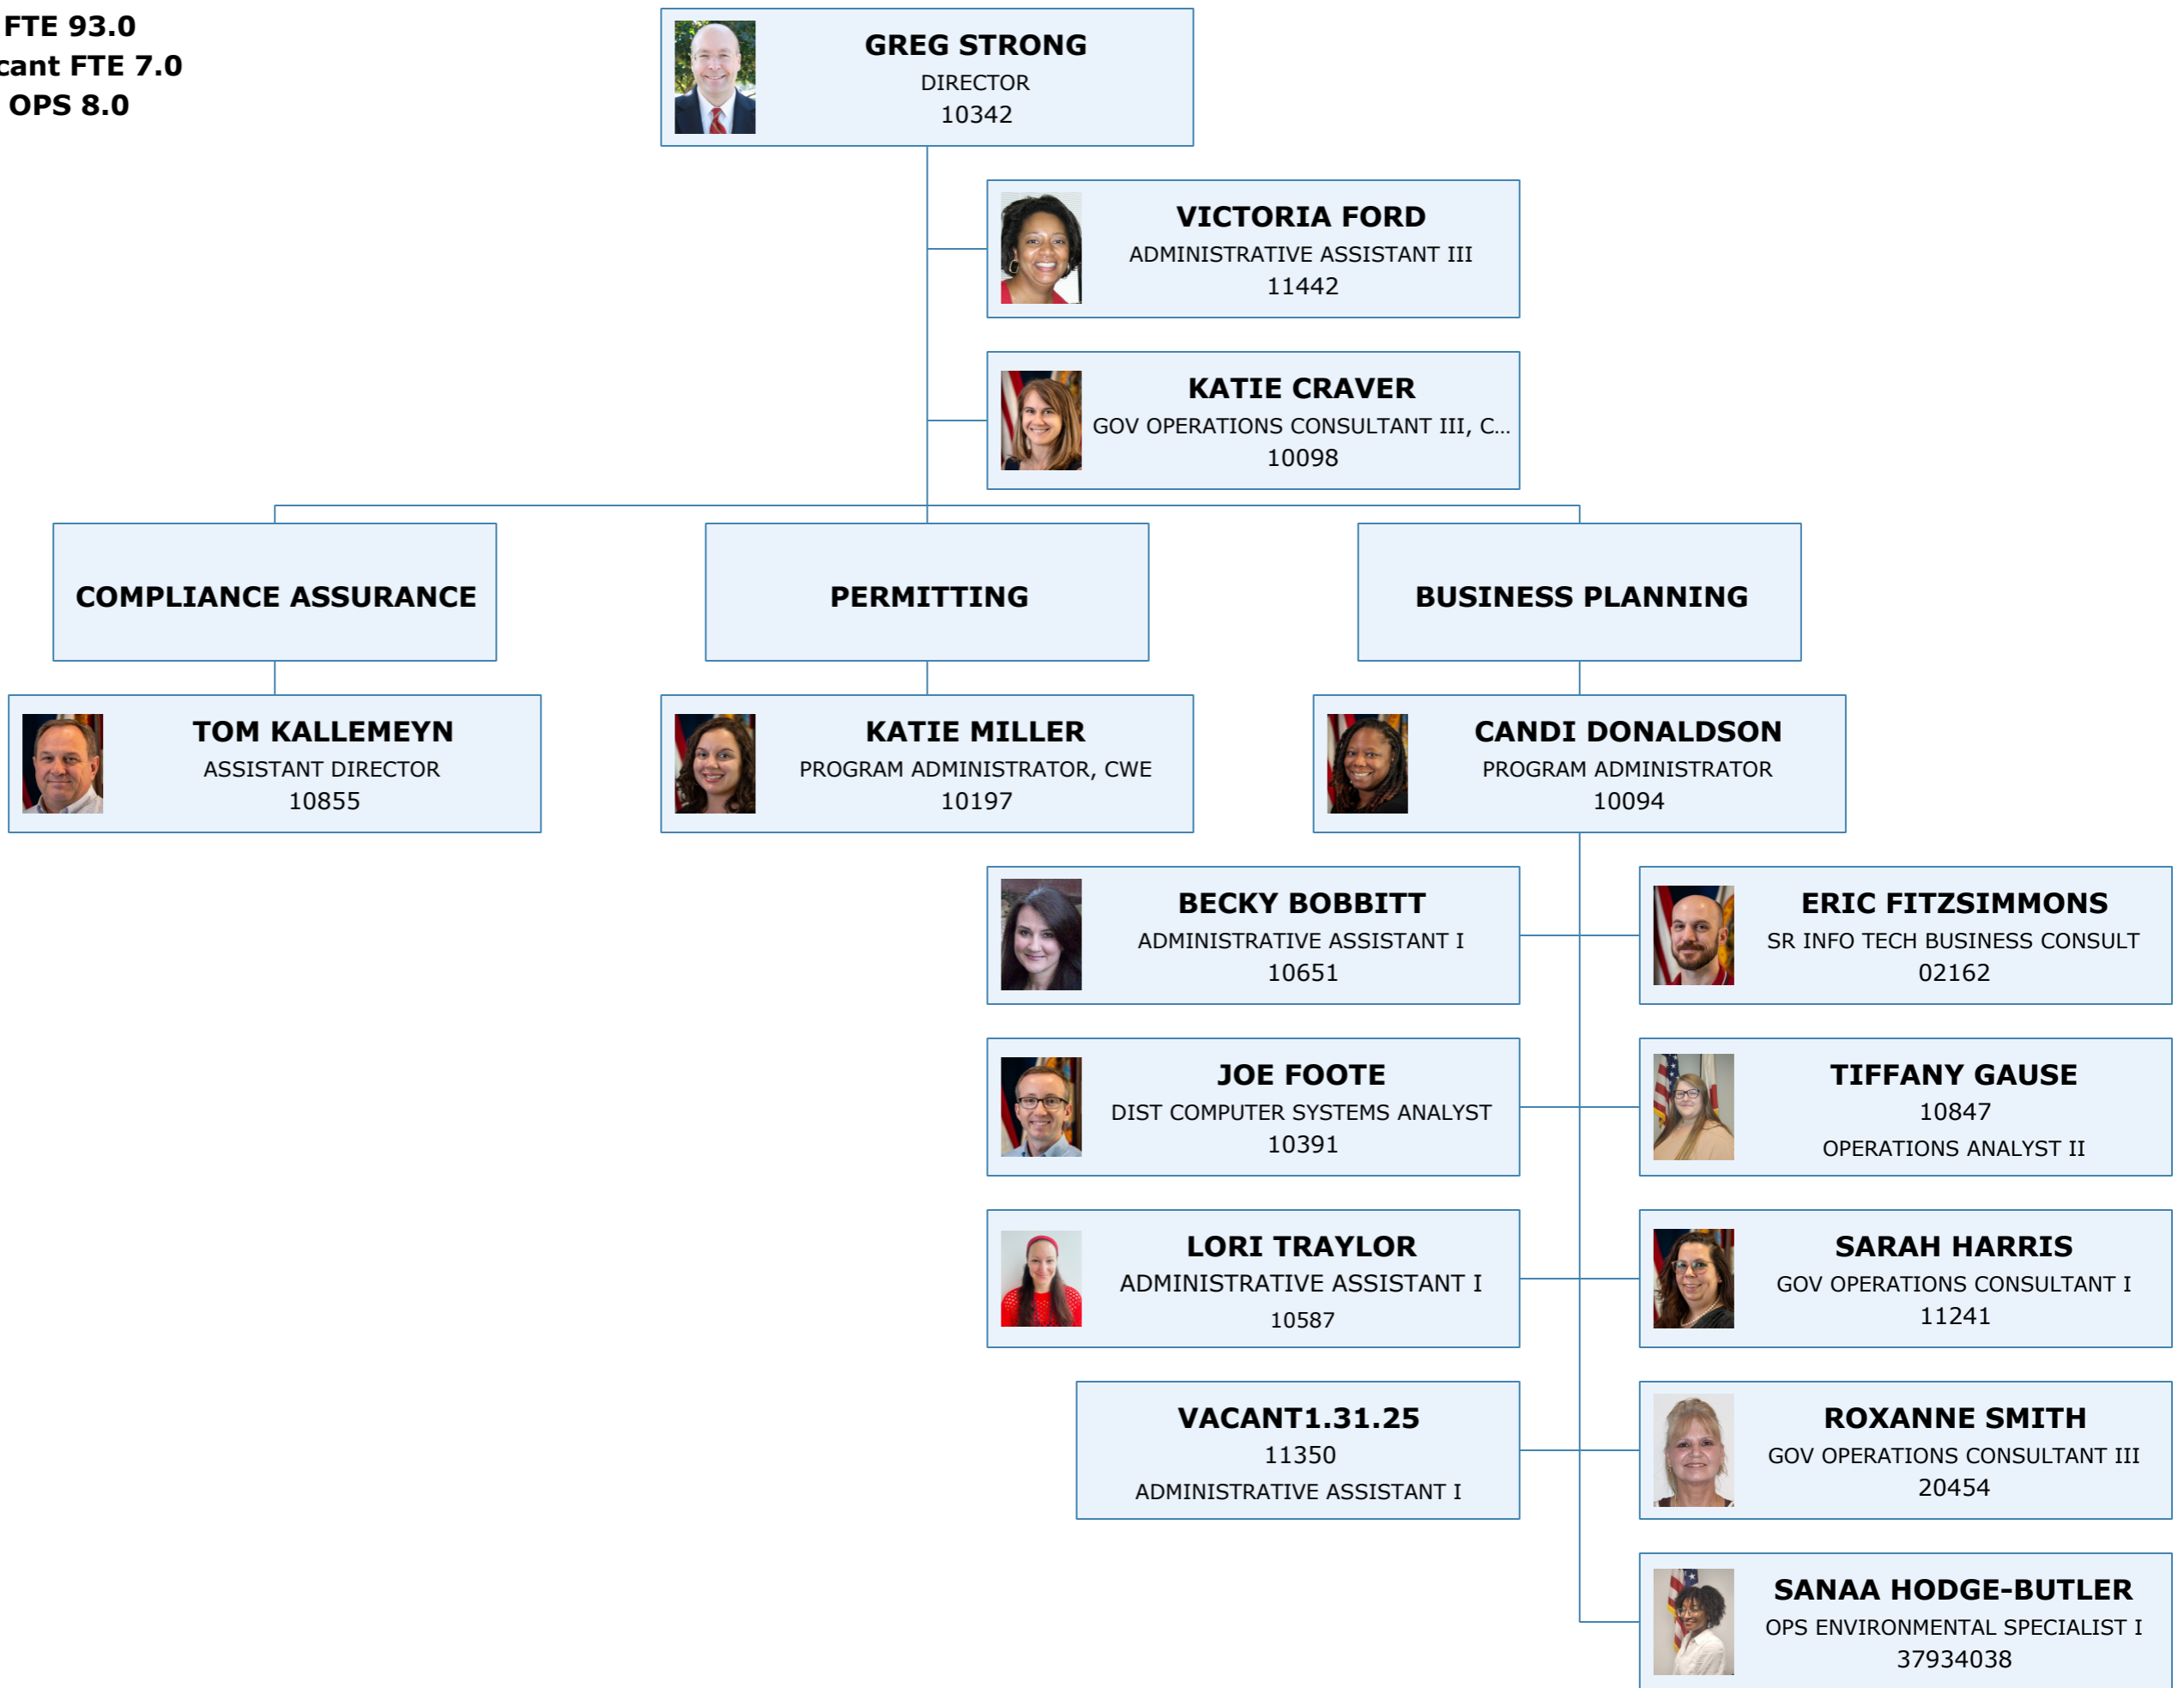 FTE 93.0
cant FTE 7.0
OPS 8.0
GREG STRONG
DIRECTOR
10342
VICTORIA FORD
ADMINISTRATIVE ASSISTANT III
11442
KATIE CRAVER
GOV OPERATIONS CONSULTANT III, C...
10098
COMPLIANCE ASSURANCE
PERMITTING
BUSINESS PLANNING
TOM KALLEMEYN
ASSISTANT DIRECTOR
10855
KATIE MILLER
PROGRAM ADMINISTRATOR, CWE
10197
CANDI DONALDSON
PROGRAM ADMINISTRATOR
10094
BECKY BOBBITT
ADMINISTRATIVE ASSISTANT I
10651
ERIC FITZSIMMONS
SR INFO TECH BUSINESS CONSULT
02162
JOE FOOTE
DIST COMPUTER SYSTEMS ANALYST
10391
TIFFANY GAUSE
10847
OPERATIONS ANALYST II
LORI TRAYLOR
ADMINISTRATIVE ASSISTANT I
10587
SARAH HARRIS
GOV OPERATIONS CONSULTANT I
11241
VACANT1.31.25
11350
ADMINISTRATIVE ASSISTANT I
ROXANNE SMITH
GOV OPERATIONS CONSULTANT III
20454
SANAA HODGE-BUTLER
OPS ENVIRONMENTAL SPECIALIST I
37934038